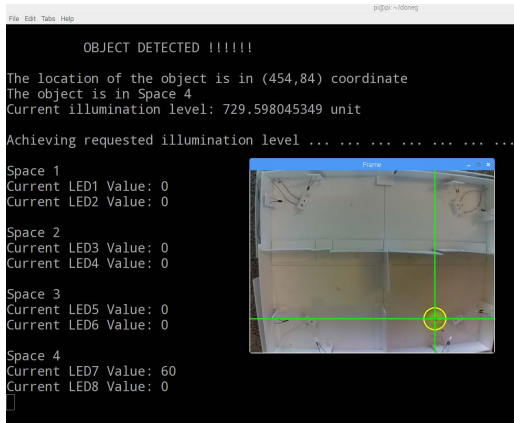 pi@pi: ~/doneg
File Edit Tabs Help
OBJECT DETECTED !!!!!!
The location of the object is in (454,84) coordinate
The object is in Space 4
Current illumination level: 729.598045349 unit
Achieving requested illumination level ... ... ... ... ... ... ...
Space 1
Current LED1 Value: 0
Current LED2 Value: 0
Space 2
Current LED3 Value: 0
Current LED4 Value: 0
Space 3
Current LED5 Value: 0
Current LED6 Value: 0
Space 4
Current LED7 Value: 60
Current LED8 Value: 0
Frame